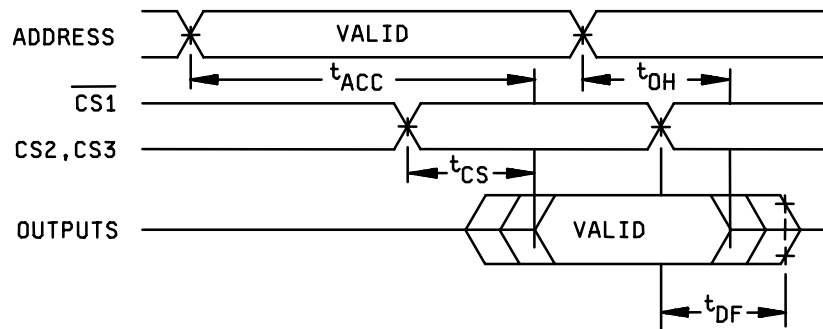 ADDRESS
VALID
tACC
tOH
CS1
CS2,CS3
tCS
OUTPUTS
VALID
tDF